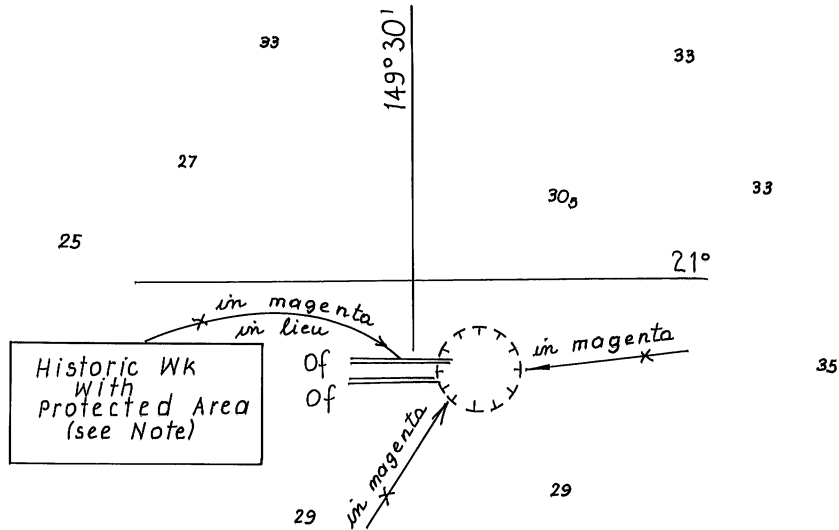 33
149° 30'
33
27
30₅
33
25
21°
in magenta
in lieu
Of
Of
in magenta
35
Historic Wk
With
Protected Area
(see Note)
in magenta
29
29